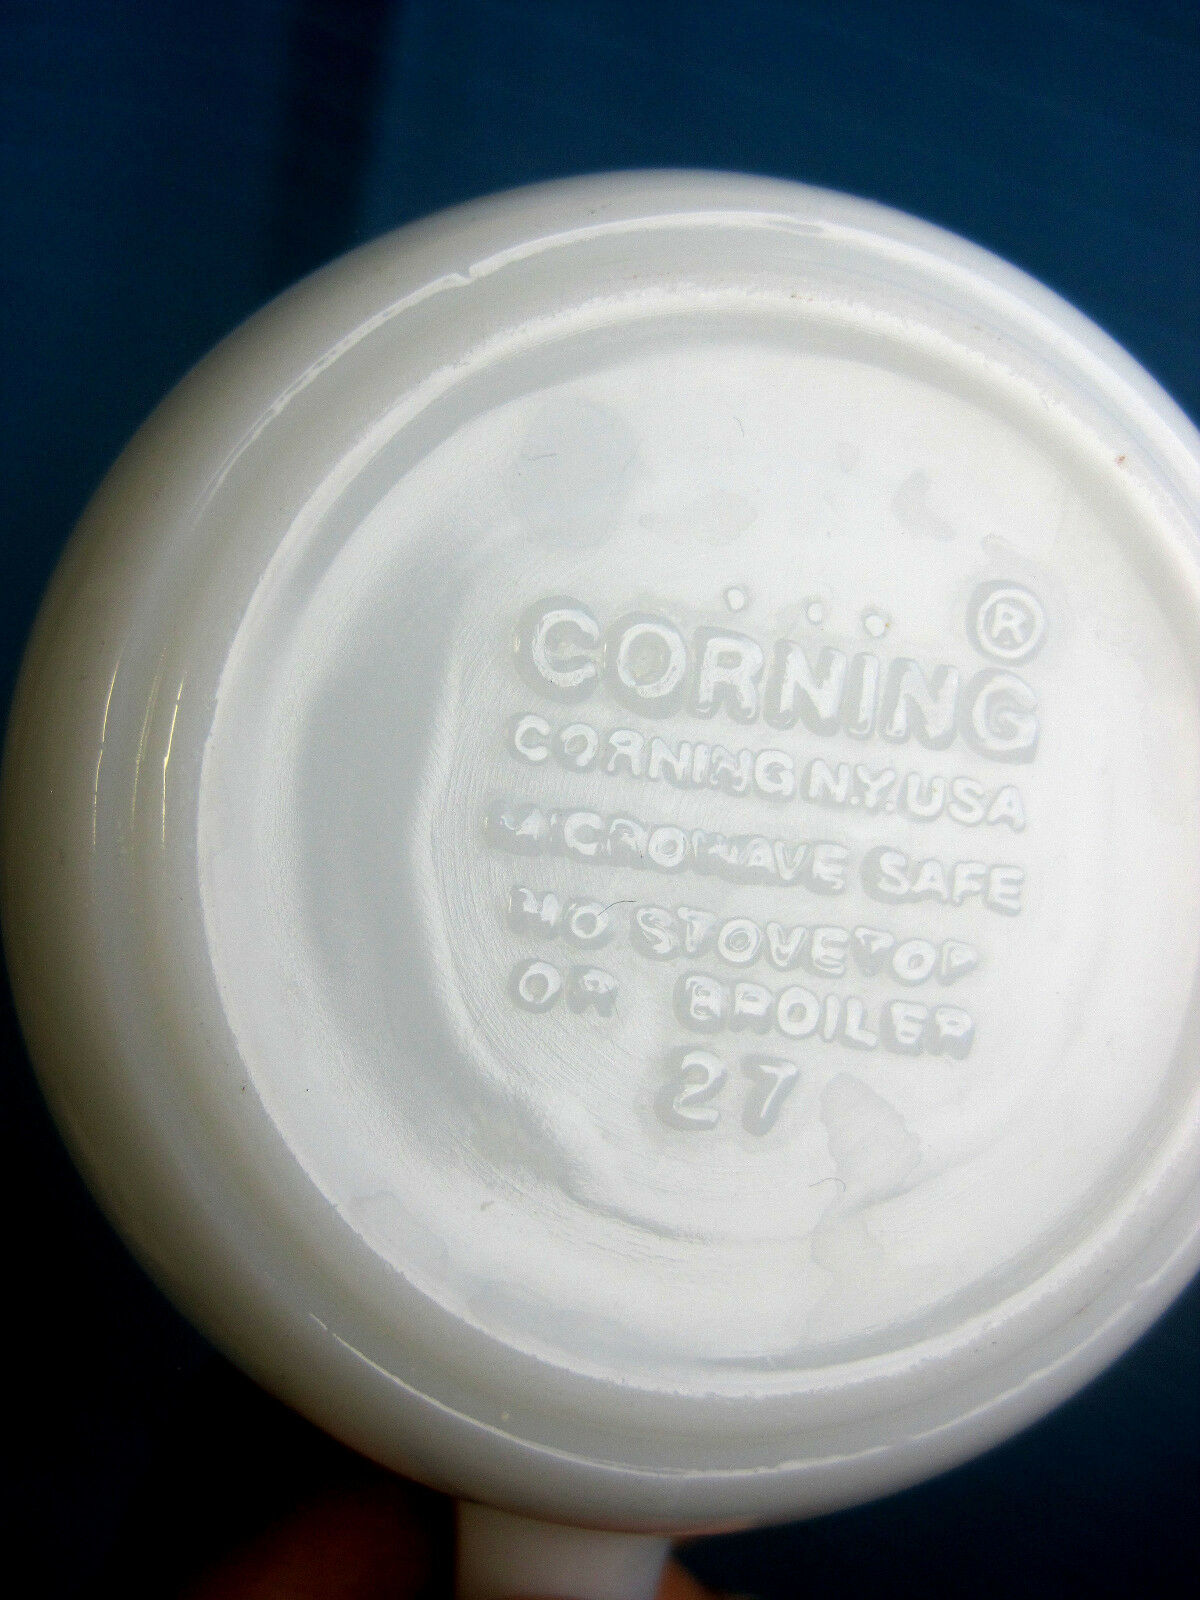 CORNING®
CORNING N.Y. USA
MICROWAVE SAFE
NO STOVETOP
OR BROILER
27